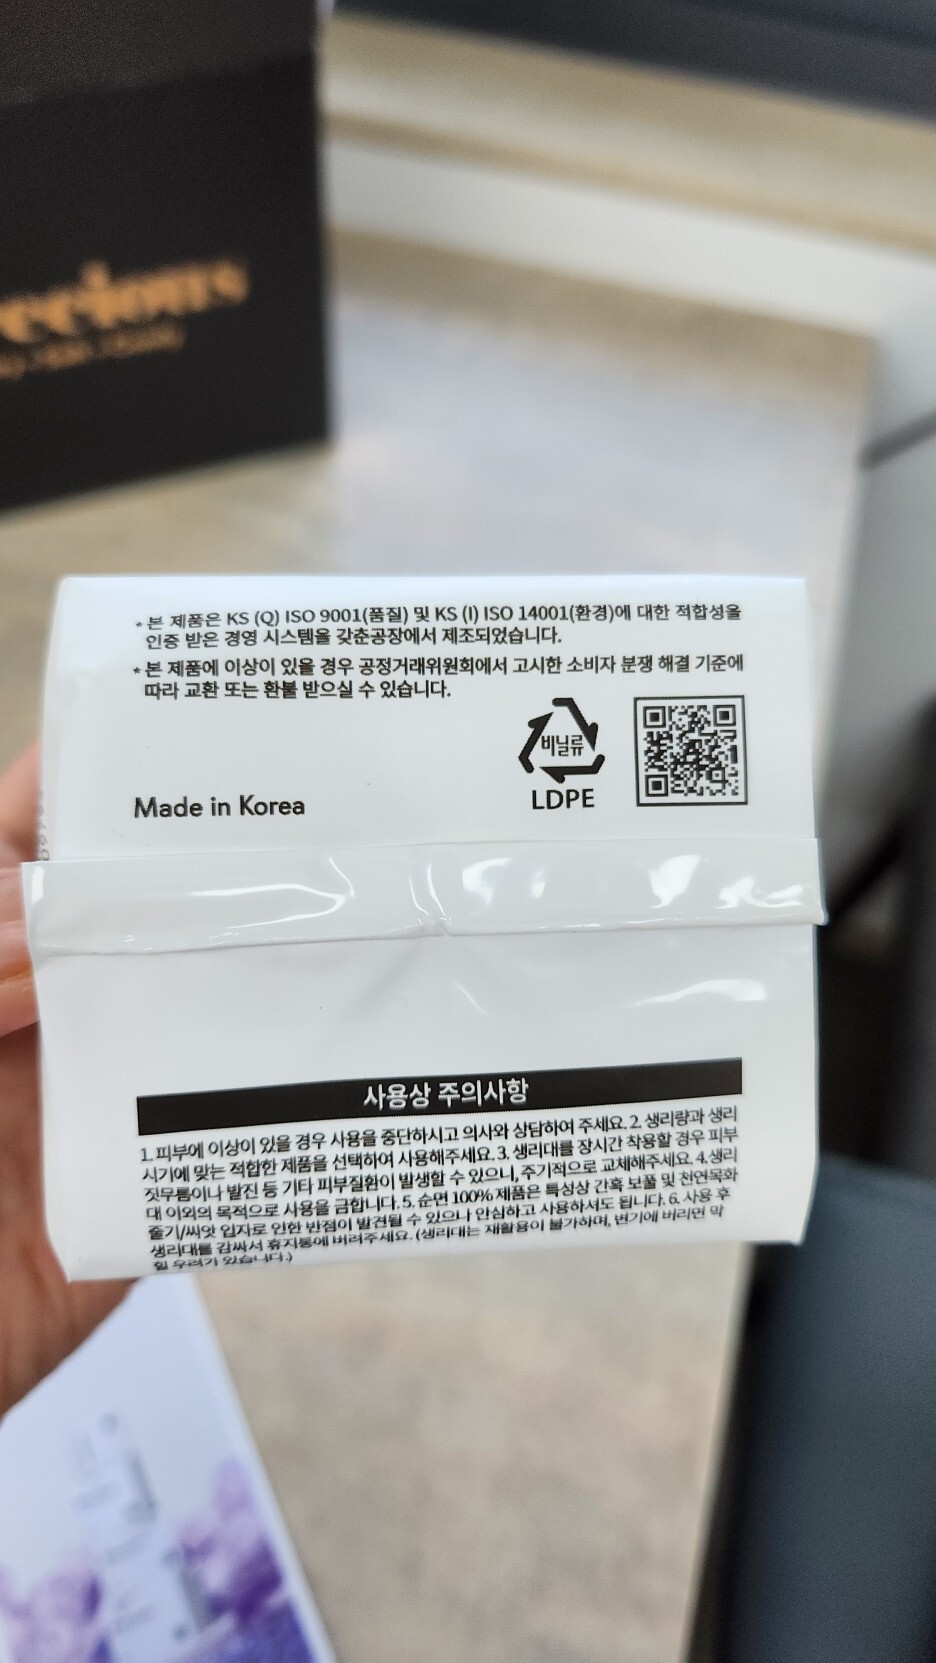 recious
* 본 제품은 KS (Q) ISO 9001(품질) 및 KS (I) ISO 14001(환경)에 대한 적합성을
인증 받은 경영 시스템을 갖춘공장에서 제조되었습니다.
* 본 제품에 이상이 있을 경우 공정거래위원회에서 고시한 소비자 분쟁 해결 기준에
따라 교환 또는 환불 받으실 수 있습니다.
비닐류
LDPE
Made in Korea
사용상 주의사항
1. 피부에 이상이 있을 경우 사용을 중단하시고 의사와 상담하여 주세요. 2. 생리량과 생리
시기에 맞는 적합한 제품을 선택하여 사용해주세요. 3. 생리대를 장시간 착용할 경우 피부
짓무름이나 발진 등 기타 피부질환이 발생할 수 있으니, 주기적으로 교체해주세요. 4.생리
대 이외의 목적으로 사용을 금합니다. 5. 순면 100% 제품은 특성상 간혹 보풀 및 천연목화
줄기/씨앗 입자로 인한 반점이 발견될 수 있으나 안심하고 사용하셔도 됩니다. 6. 사용 후
생리대를 감싸서 휴지통에 버려주세요. (생리대는 재활용이 불가하며, 변기에 버리면 막
힐 우려가 있습니다.)